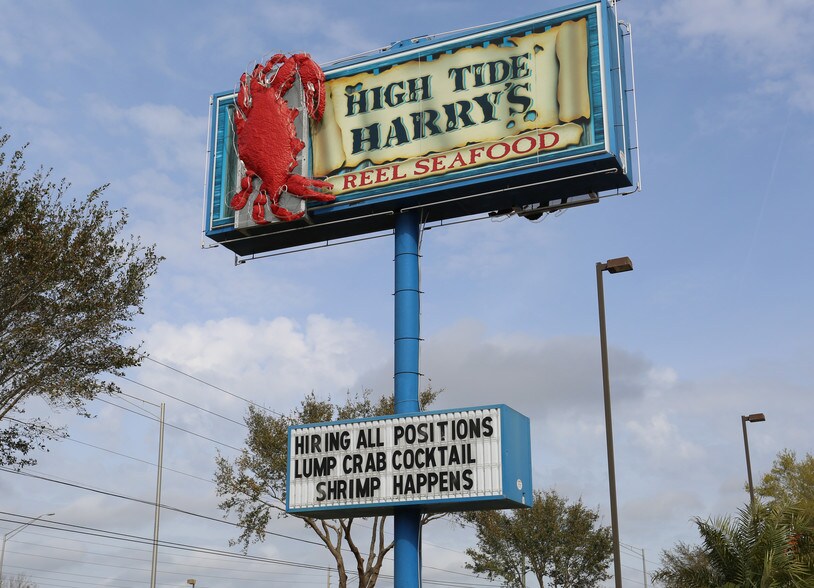 HIGH TIDE
HARRY'S
REEL SEAFOOD
HIRING ALL POSITIONS
LUMP CRAB COCKTAIL
SHRIMP HAPPENS